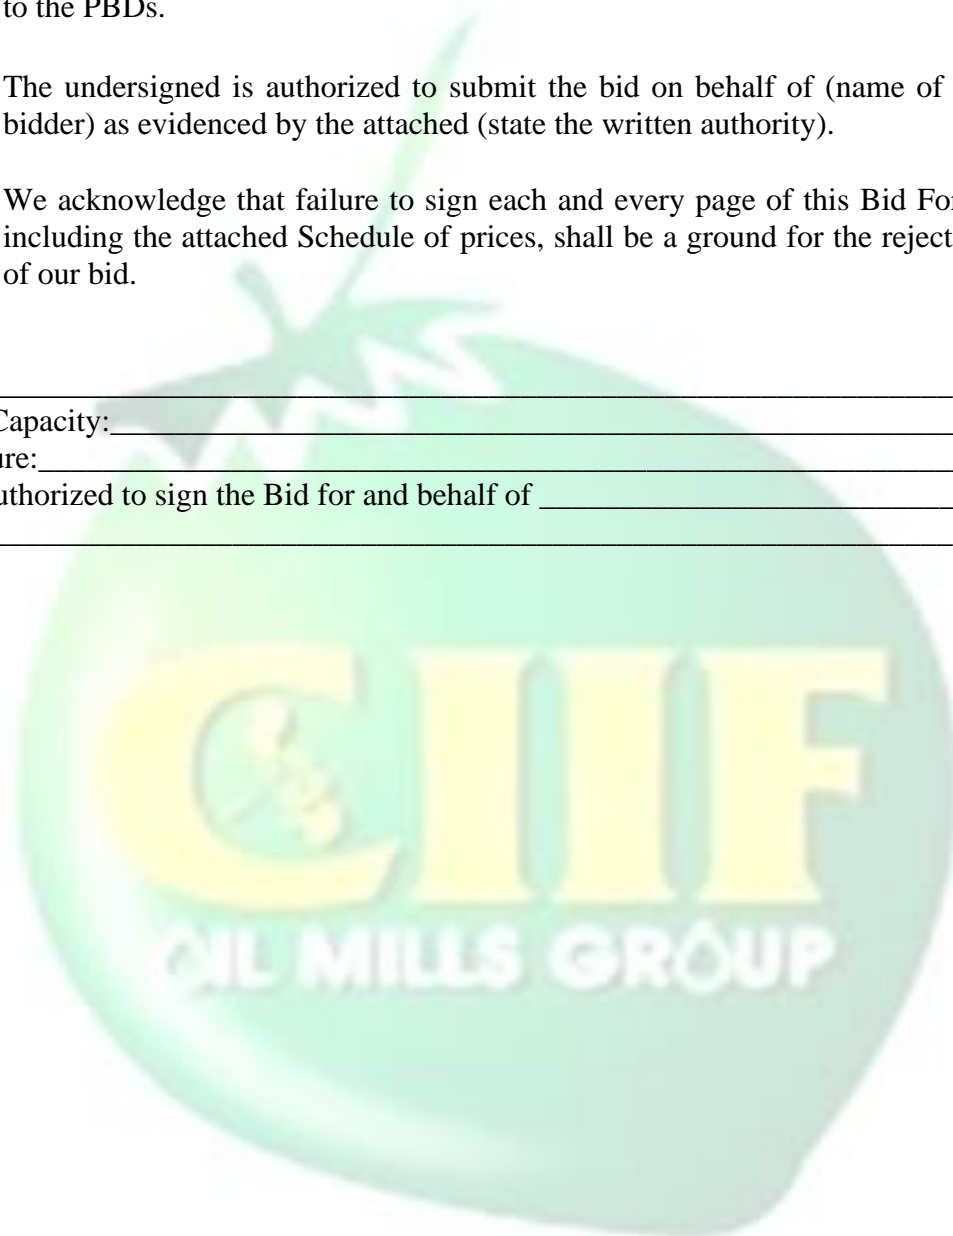 to the PBDs.
The undersigned is authorized to submit the bid on behalf of (name of
bidder) as evidenced by the attached (state the written authority).
We acknowledge that failure to sign each and every page of this Bid For
including the attached Schedule of prices, shall be a ground for the reject
of our bid.
Capacity:
ure:
uthorized to sign the Bid for and behalf of
CIIF
OIL MILLS GROUP